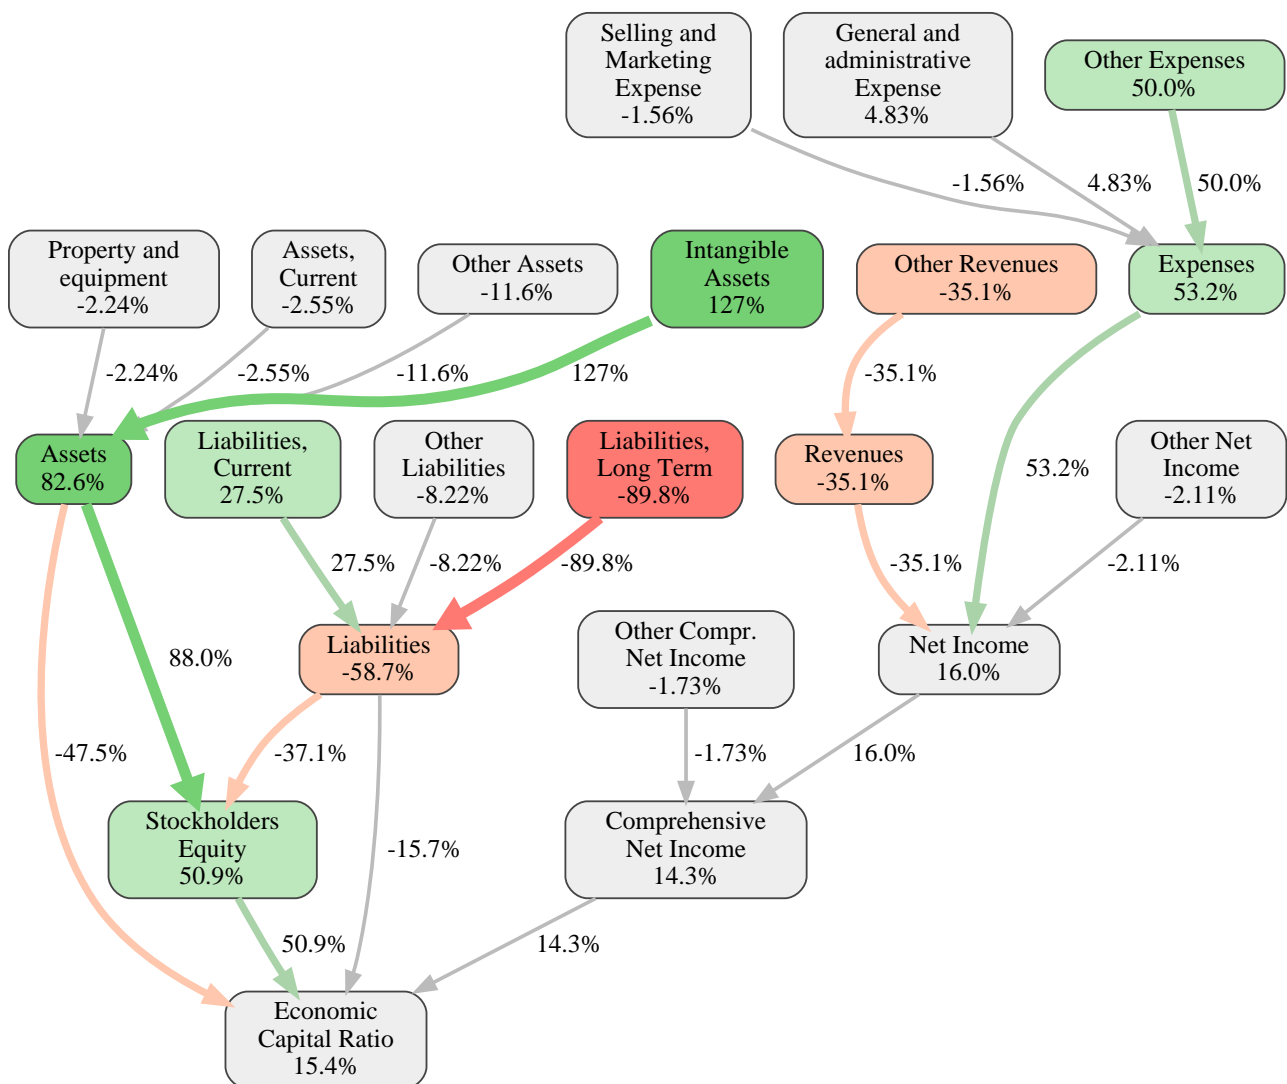 Selling and
Marketing
Expense
-1.56%
General and
administrative
Expense
4.83%
Other Expenses
50.0%
-1.56%
4.83%
50.0%
Property and
equipment
-2.24%
Assets,
Current
-2.55%
Other Assets
-11.6%
Intangible
Assets
127%
Other Revenues
-35.1%
Expenses
53.2%
-2.24%
-2.55%
-11.6%
127%
-35.1%
Assets
82.6%
Liabilities,
Current
27.5%
Other
Liabilities
-8.22%
Liabilities,
Long Term
-89.8%
Revenues
-35.1%
53.2%
Other Net
Income
-2.11%
27.5%
-8.22%
-89.8%
-35.1%
-2.11%
88.0%
Liabilities
-58.7%
Other Compr.
Net Income
-1.73%
Net Income
16.0%
-47.5%
-37.1%
-1.73%
16.0%
Stockholders
Equity
50.9%
-15.7%
Comprehensive
Net Income
14.3%
50.9%
14.3%
Economic
Capital Ratio
15.4%